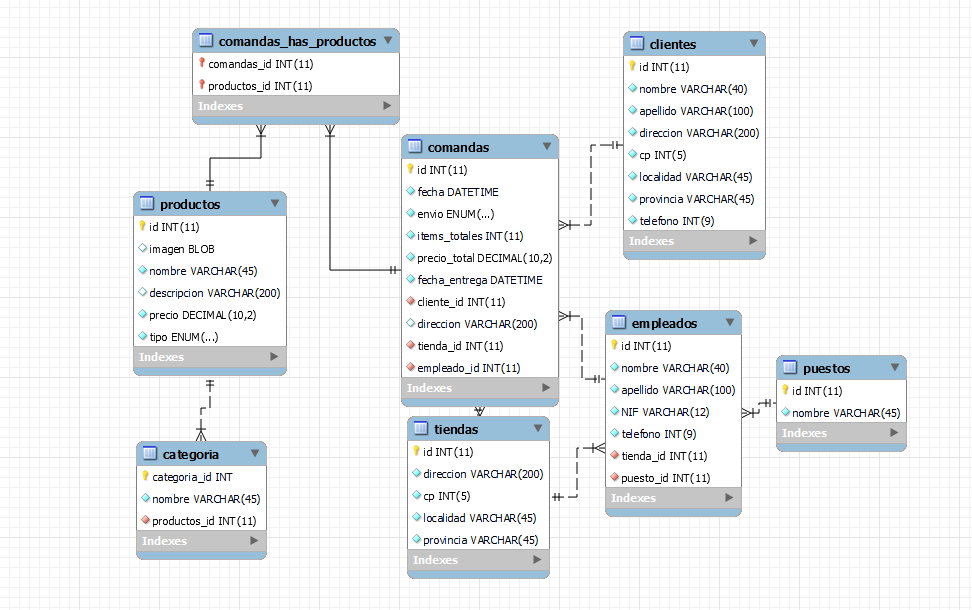 comandas_has_productos
comandas_id INT(11)
productos_id INT(11)
Indexes
clientes
id INT(11)
nombre VARCHAR(40)
apellido VARCHAR(100)
direccion VARCHAR(200)
cp INT(5)
localidad VARCHAR(45)
provincia VARCHAR(45)
telefono INT(9)
Indexes
comandas
id INT(11)
fecha DATETIME
envio ENUM(...)
items_totales INT(11)
precio_total DECIMAL(10,2)
fecha_entrega DATETIME
cliente_id INT(11)
direccion VARCHAR(200)
tienda_id INT(11)
empleado_id INT(11)
Indexes
productos
id INT(11)
imagen BLOB
nombre VARCHAR(45)
descripcion VARCHAR(200)
precio DECIMAL(10,2)
tipo ENUM(...)
Indexes
empleados
id INT(11)
nombre VARCHAR(40)
apellido VARCHAR(100)
NIF VARCHAR(12)
telefono INT(9)
tienda_id INT(11)
puesto_id INT(11)
Indexes
puestos
id INT(11)
nombre VARCHAR(45)
Indexes
tiendas
id INT(11)
direccion VARCHAR(200)
cp INT(5)
localidad VARCHAR(45)
provincia VARCHAR(45)
Indexes
categoria
categoria_id INT
nombre VARCHAR(45)
productos_id INT(11)
Indexes